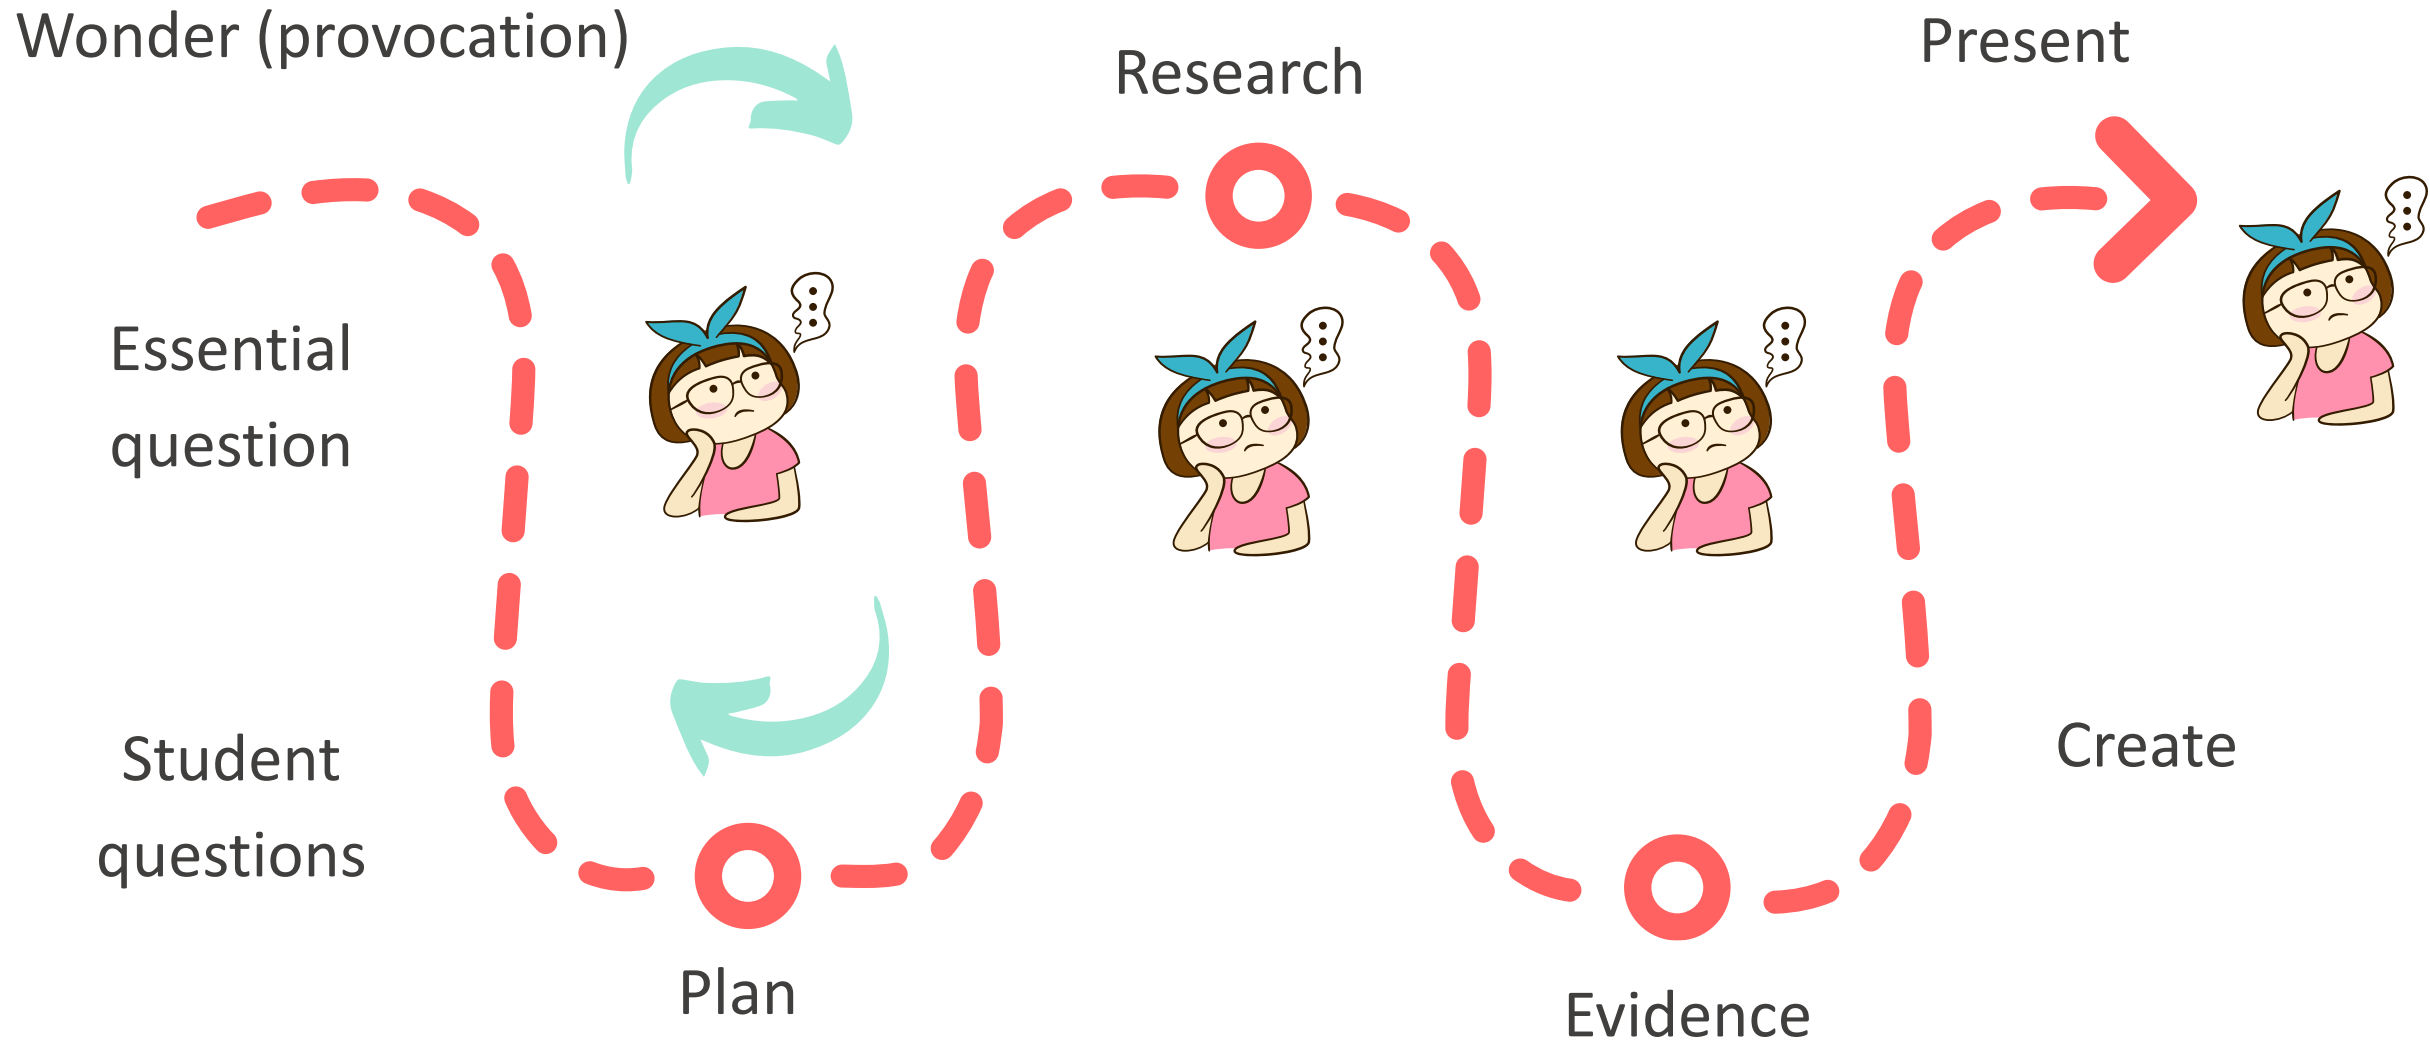 Wonder (provocation)
Essential
question
Student
questions
Plan
Research
Evidence
Create
Present